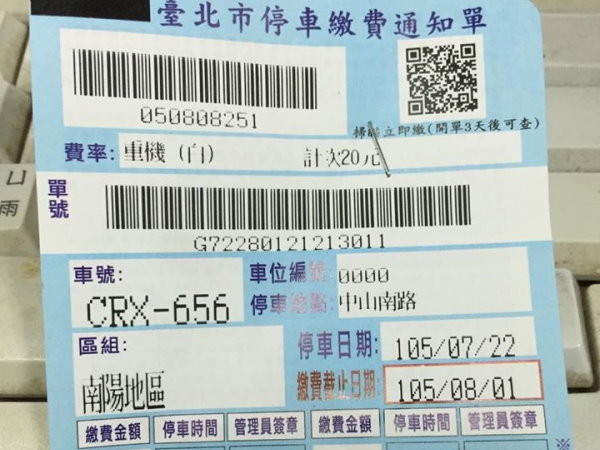 臺北市停車繳費通知單
050808251
掃 立即繳(開單3天後可查)
費率: 重機 (白) 計次20元
單號
G72280121213011
車號: 車位編號: 0000
CRX-656 停車地點: 中山南路
區組: 停車日期: 105/07/22
南陽地區 繳費截止日期: 105/08/01
繳費金額 停車時間 管理員簽章 繳費金額 停車時間 管理員簽章
※
凵
雨